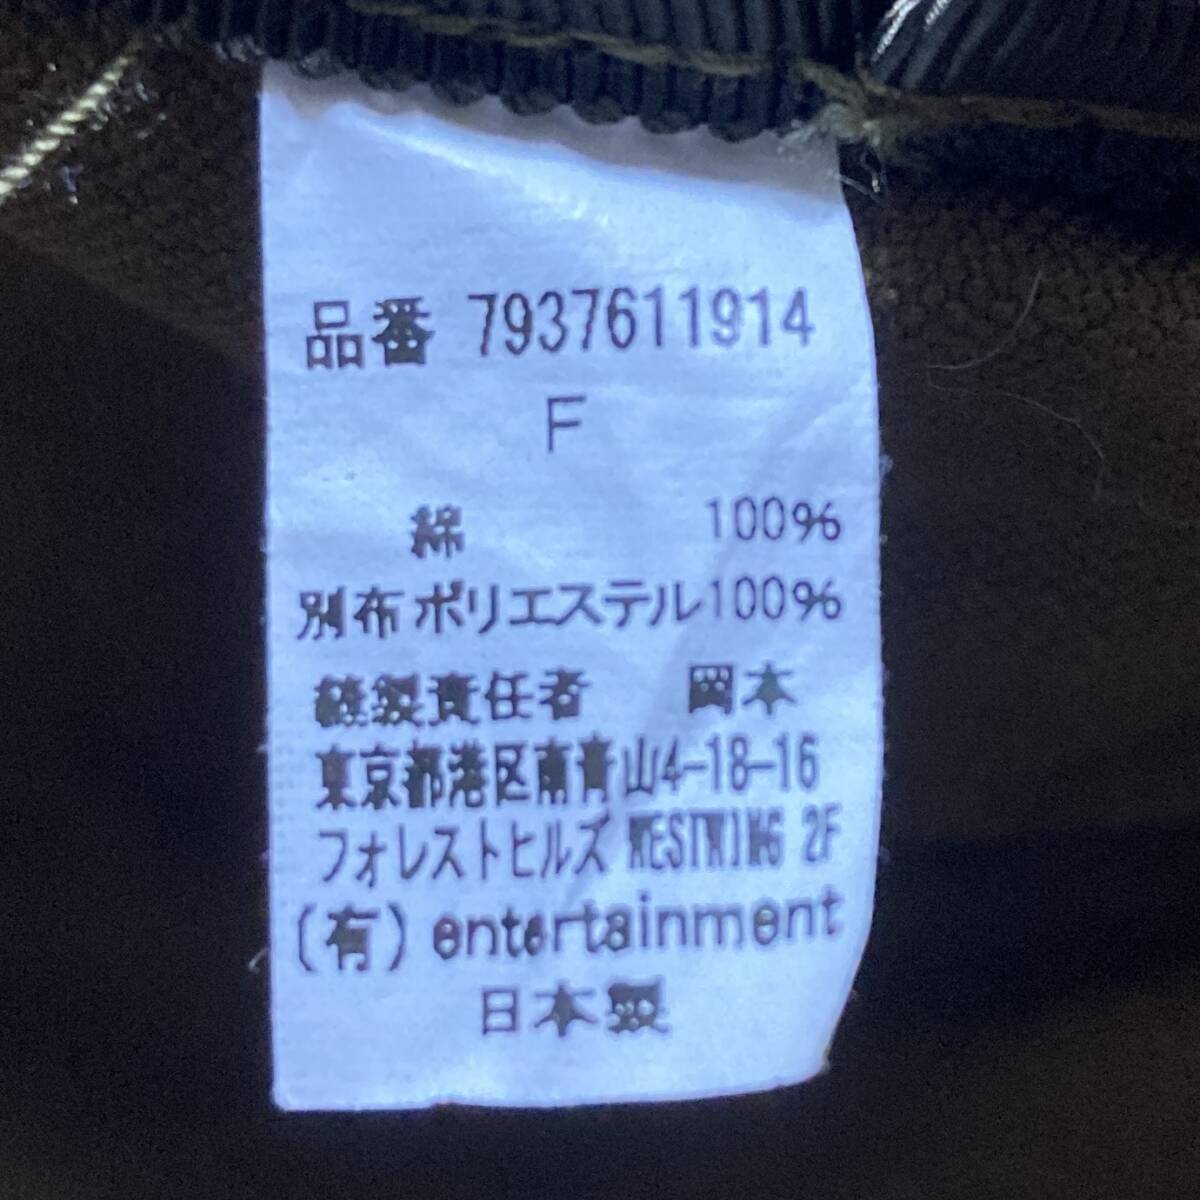 品番 7937611914
F
綿 100%
別布 ポリエステル100%
縫製責任者 岡本
東京都港区南青山4-18-16
フォレストヒルズ WESTWING 2F
(有) entertainment
日本製